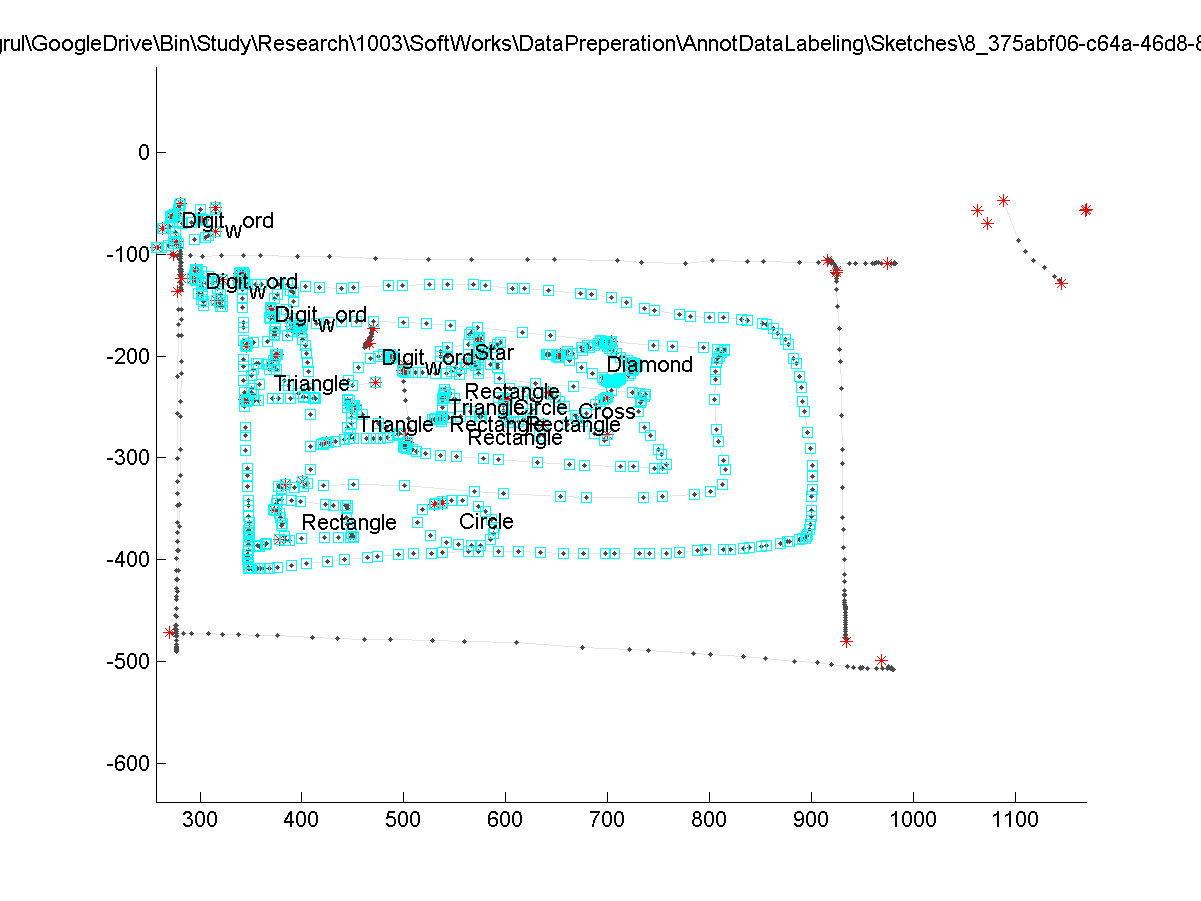 grul\GoogleDrive\Bin\Study\Research\1003\SoftWorks\DataPreperation\AnnotDataLabeling\Sketches\8_375abf06-c64a-46d8-8
0
Digit_word
-100
Digit_word
Digit_word
Digit_word Star
-200
Diamond
Triangle
Rectangle
Triangle Circle Cross
Triangle Rectangle Rectangle
Rectangle
-300
Rectangle Circle
-400
-500
-600
300 400 500 600 700 800 900 1000 1100